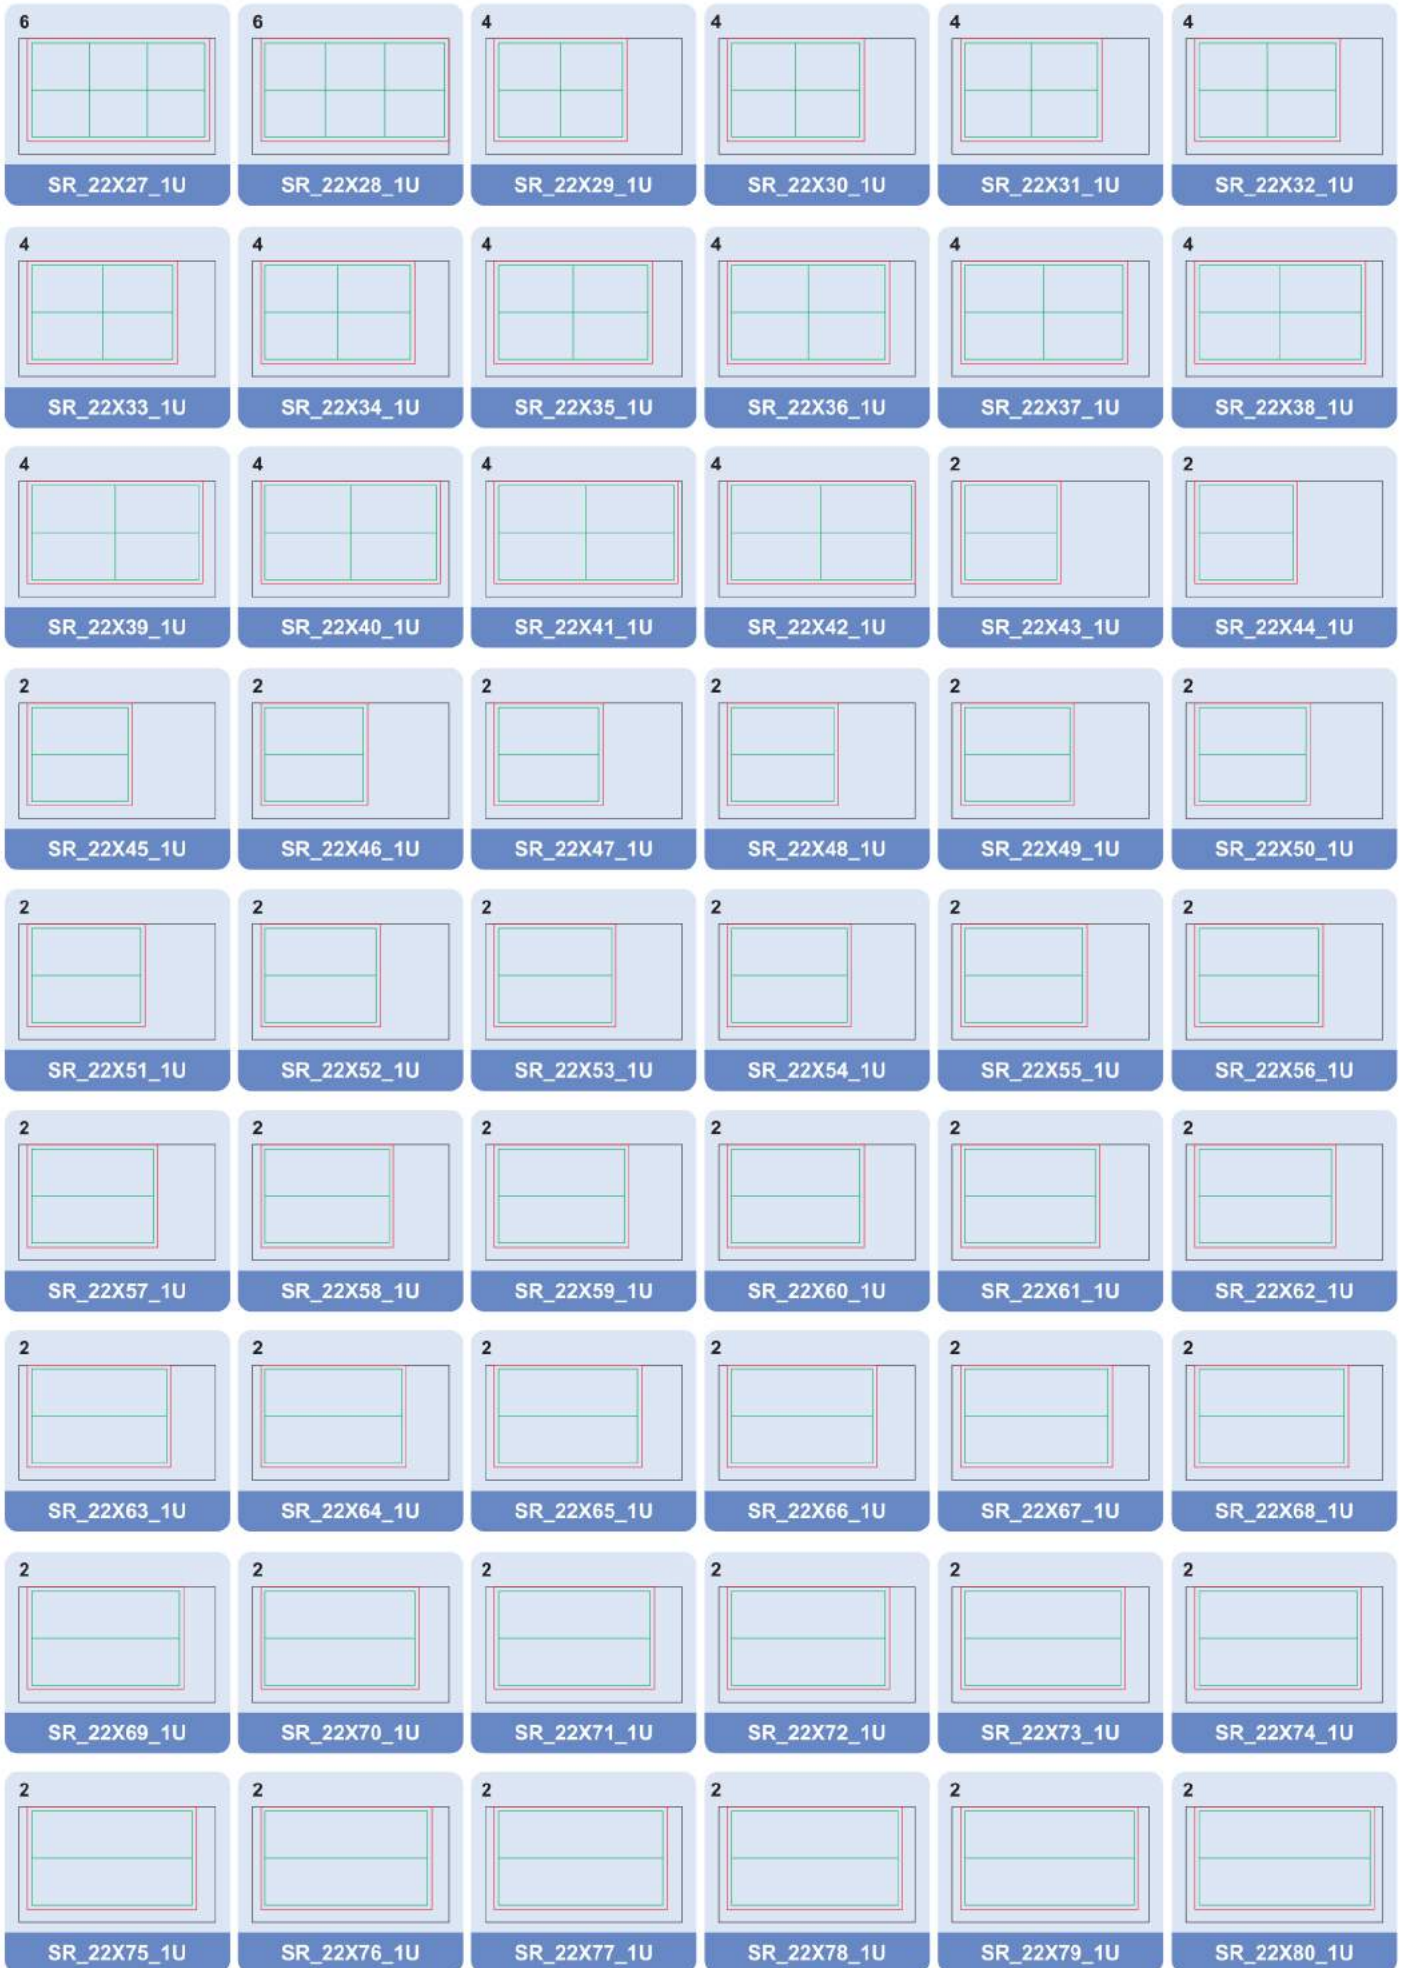 6 6 4 4 4 4
SR_22X27_1U SR_22X28_1U SR_22X29_1U SR_22X30_1U SR_22X31_1U SR_22X32_1U
4 4 4 4 4 4
SR_22X33_1U SR_22X34_1U SR_22X35_1U SR_22X36_1U SR_22X37_1U SR_22X38_1U
4 4 4 4 2 2
SR_22X39_1U SR_22X40_1U SR_22X41_1U SR_22X42_1U SR_22X43_1U SR_22X44_1U
2 2 2 2 2 2
SR_22X45_1U SR_22X46_1U SR_22X47_1U SR_22X48_1U SR_22X49_1U SR_22X50_1U
2 2 2 2 2 2
SR_22X51_1U SR_22X52_1U SR_22X53_1U SR_22X54_1U SR_22X55_1U SR_22X56_1U
2 2 2 2 2 2
SR_22X57_1U SR_22X58_1U SR_22X59_1U SR_22X60_1U SR_22X61_1U SR_22X62_1U
2 2 2 2 2 2
SR_22X63_1U SR_22X64_1U SR_22X65_1U SR_22X66_1U SR_22X67_1U SR_22X68_1U
2 2 2 2 2 2
SR_22X69_1U SR_22X70_1U SR_22X71_1U SR_22X72_1U SR_22X73_1U SR_22X74_1U
2 2 2 2 2 2
SR_22X75_1U SR_22X76_1U SR_22X77_1U SR_22X78_1U SR_22X79_1U SR_22X80_1U